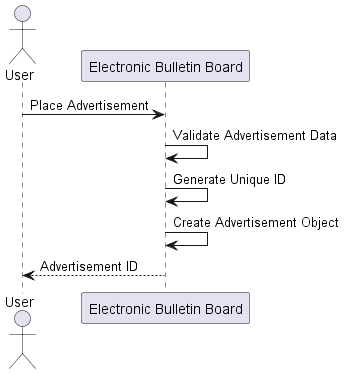 User
Electronic Bulletin Board
Place Advertisement
Validate Advertisement Data
Generate Unique ID
Create Advertisement Object
Advertisement ID
User
Electronic Bulletin Board